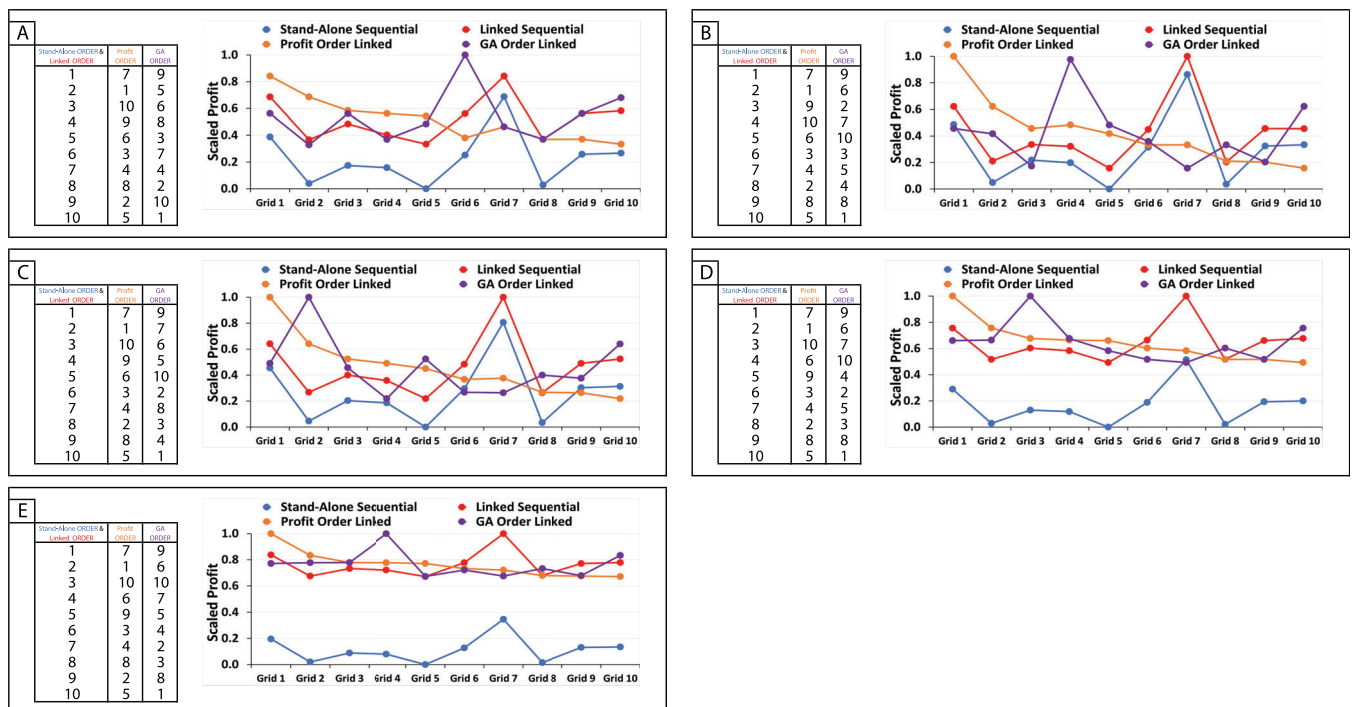 A
Stand-Alone ORDER & Linked ORDER Profit ORDER GA ORDER
1 7 9
2 1 5
3 10 6
4 9 8
5 6 3
6 3 7
7 4 4
8 8 2
9 2 10
10 5 1
Stand-Alone Sequential Linked Sequential
Profit Order Linked GA Order Linked
Scaled Profit
1.0
0.8
0.6
0.4
0.2
0.0
Grid 1 Grid 2 Grid 3 Grid 4 Grid 5 Grid 6 Grid 7 Grid 8 Grid 9 Grid 10
B
Stand-Alone ORDER & Linked ORDER Profit ORDER GA ORDER
1 7 9
2 1 6
3 9 2
4 10 7
5 6 10
6 3 3
7 4 5
8 2 4
9 8 8
10 5 1
Stand-Alone Sequential Linked Sequential
Profit Order Linked GA Order Linked
Scaled Profit
1.0
0.8
0.6
0.4
0.2
0.0
Grid 1 Grid 2 Grid 3 Grid 4 Grid 5 Grid 6 Grid 7 Grid 8 Grid 9 Grid 10
C
Stand-Alone ORDER & Linked ORDER Profit ORDER GA ORDER
1 7 9
2 1 7
3 10 6
4 9 5
5 6 10
6 3 2
7 4 8
8 2 3
9 8 4
10 5 1
Stand-Alone Sequential Linked Sequential
Profit Order Linked GA Order Linked
Scaled Profit
1.0
0.8
0.6
0.4
0.2
0.0
Grid 1 Grid 2 Grid 3 Grid 4 Grid 5 Grid 6 Grid 7 Grid 8 Grid 9 Grid 10
D
Stand-Alone ORDER & Linked ORDER Profit ORDER GA ORDER
1 7 9
2 1 6
3 10 7
4 6 10
5 9 4
6 3 2
7 4 5
8 2 3
9 8 8
10 5 1
Stand-Alone Sequential Linked Sequential
Profit Order Linked GA Order Linked
Scaled Profit
1.0
0.8
0.6
0.4
0.2
0.0
Grid 1 Grid 2 Grid 3 Grid 4 Grid 5 Grid 6 Grid 7 Grid 8 Grid 9 Grid 10
E
Stand-Alone ORDER & Linked ORDER Profit ORDER GA ORDER
1 7 9
2 1 6
3 10 10
4 6 7
5 9 5
6 3 4
7 4 2
8 8 3
9 2 8
10 5 1
Stand-Alone Sequential Linked Sequential
Profit Order Linked GA Order Linked
Scaled Profit
1.0
0.8
0.6
0.4
0.2
0.0
Grid 1 Grid 2 Grid 3 Grid 4 Grid 5 Grid 6 Grid 7 Grid 8 Grid 9 Grid 10